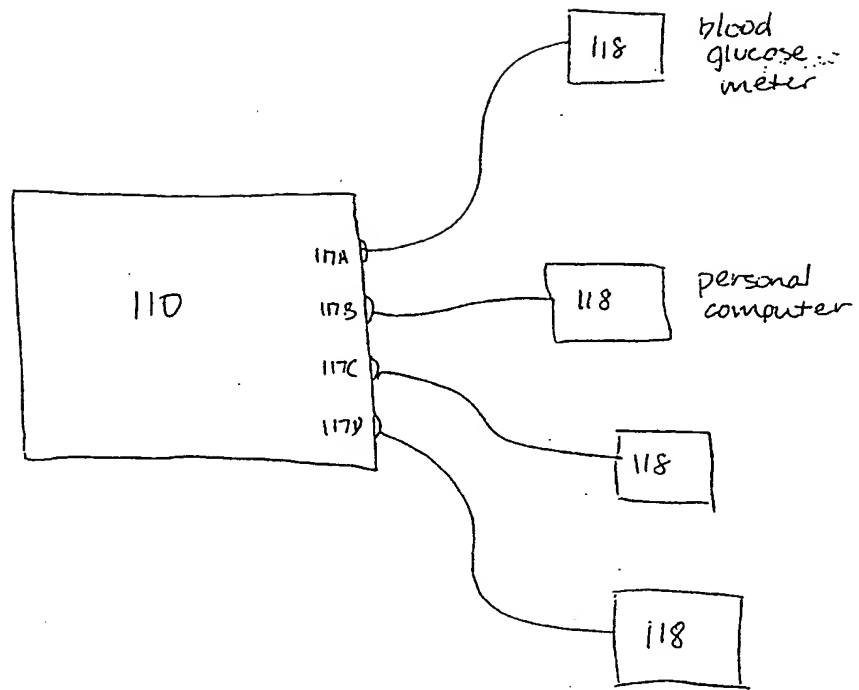 118
blood
glucose
meter
117A
110
117B
118
personal
computer
117C
117D
118
118